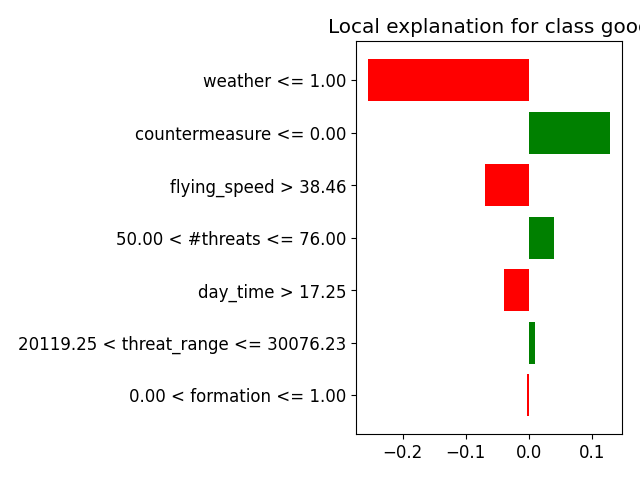 Local explanation for class goo
weather <= 1.00
countermeasure <= 0.00
flying_speed > 38.46
50.00 < #threats <= 76.00
day_time > 17.25
20119.25 < threat_range <= 30076.23
0.00 < formation <= 1.00
−0.2 −0.1 0.0 0.1